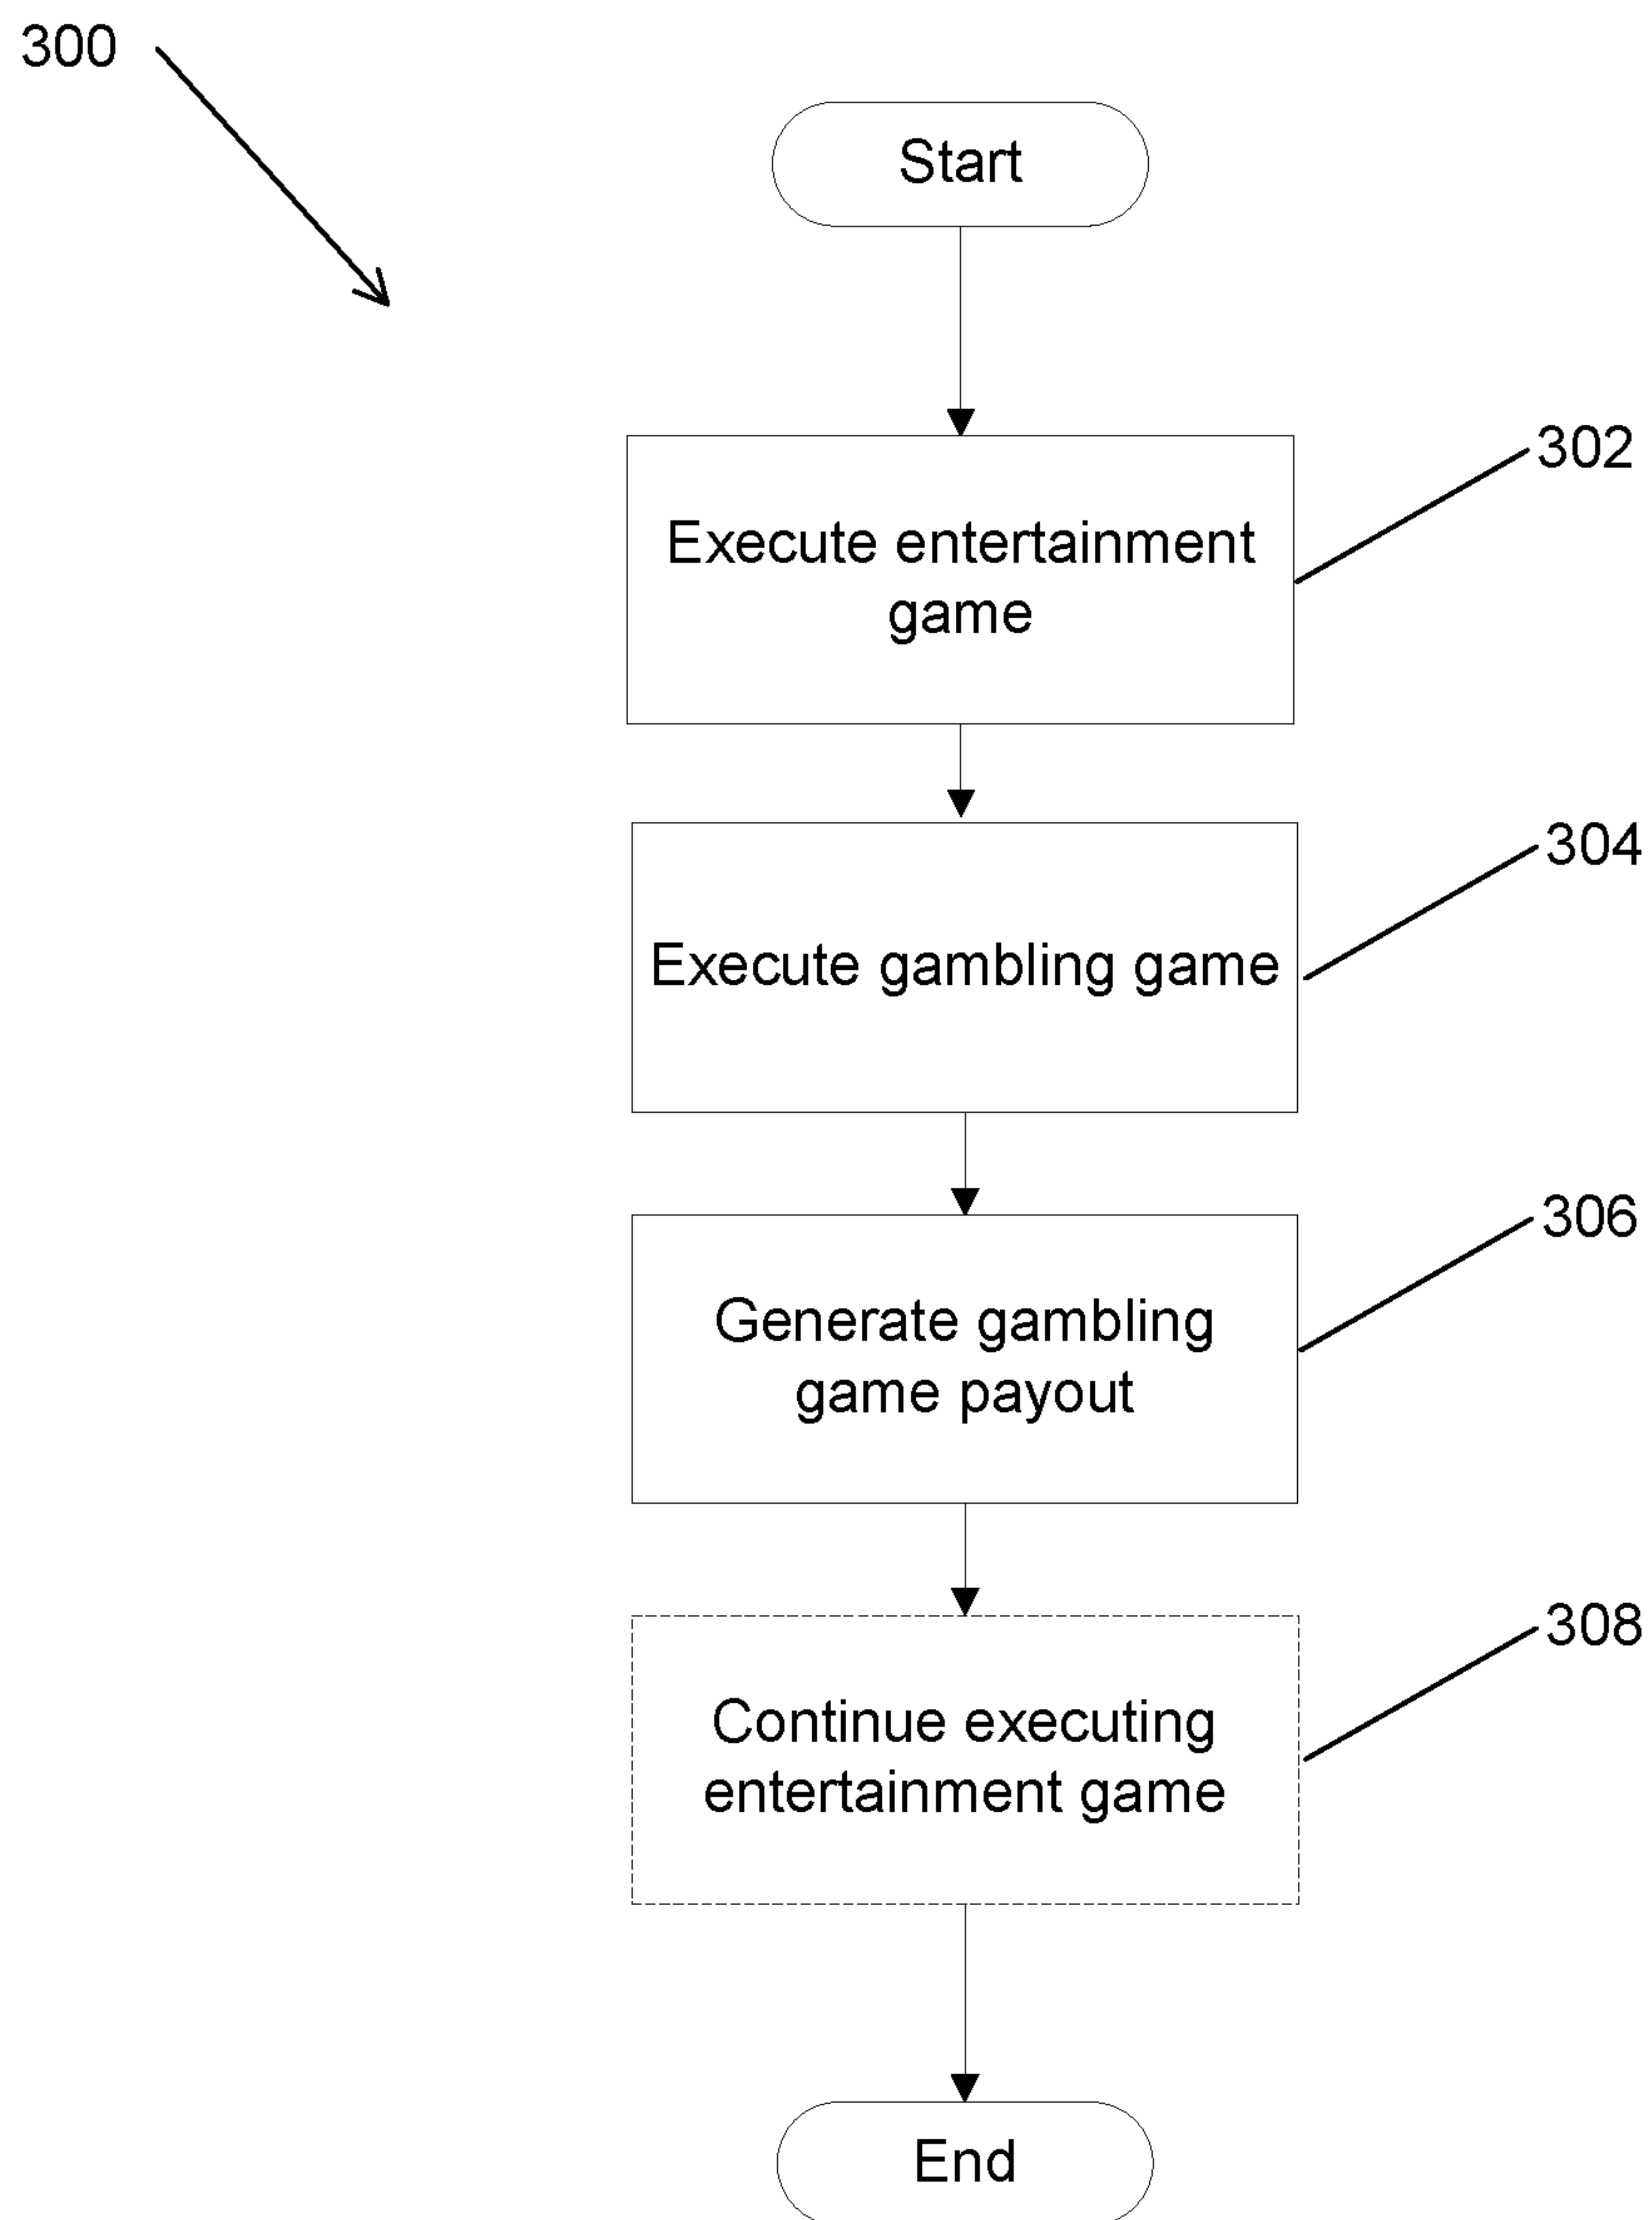 300
Start
302
Execute entertainment
game
304
Execute gambling game
306
Generate gambling
game payout
308
Continue executing
entertainment game
End